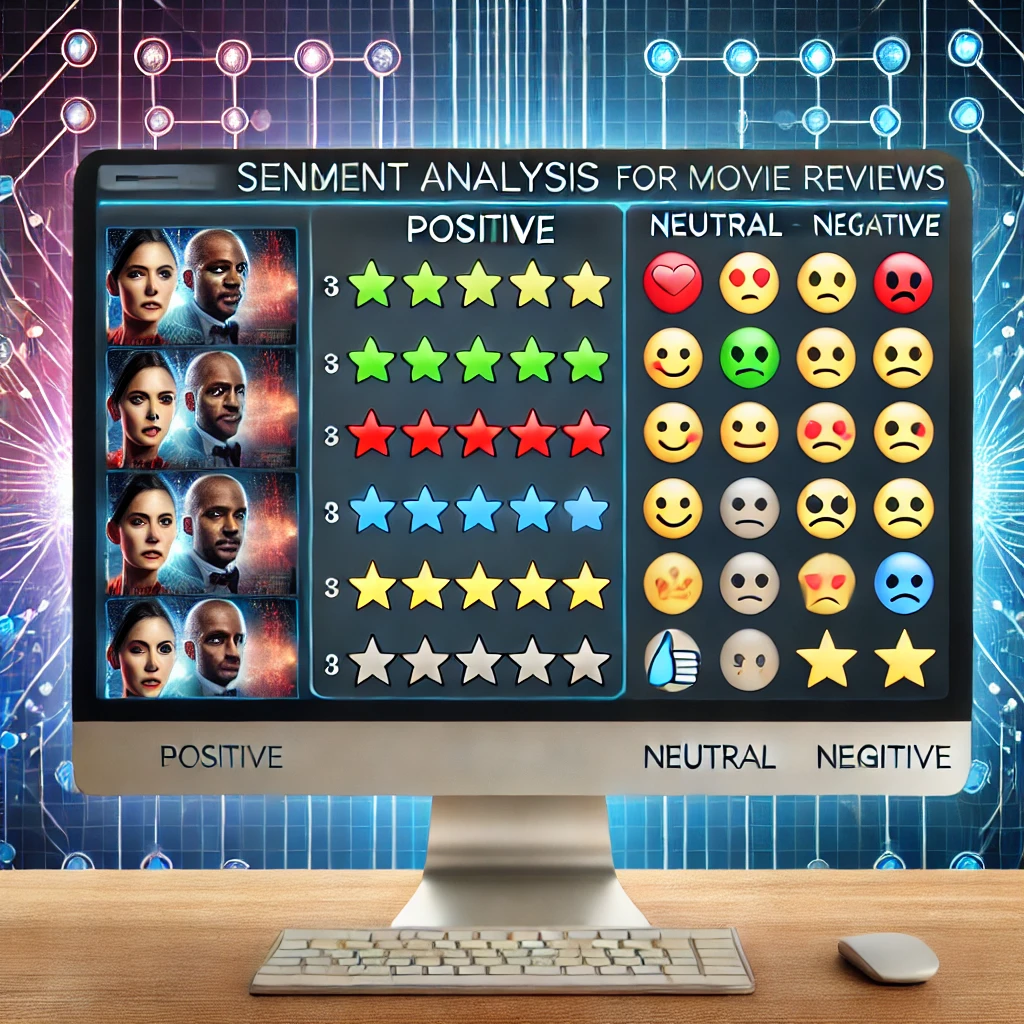 SENMENT ANALYSIS FOR MOVIE REVIEWS
POSITIVE
NEUTRAL - NEGATIVE
3
3
3
3
3
3
POSITIVE
NEUTRAL
NEGITIVE